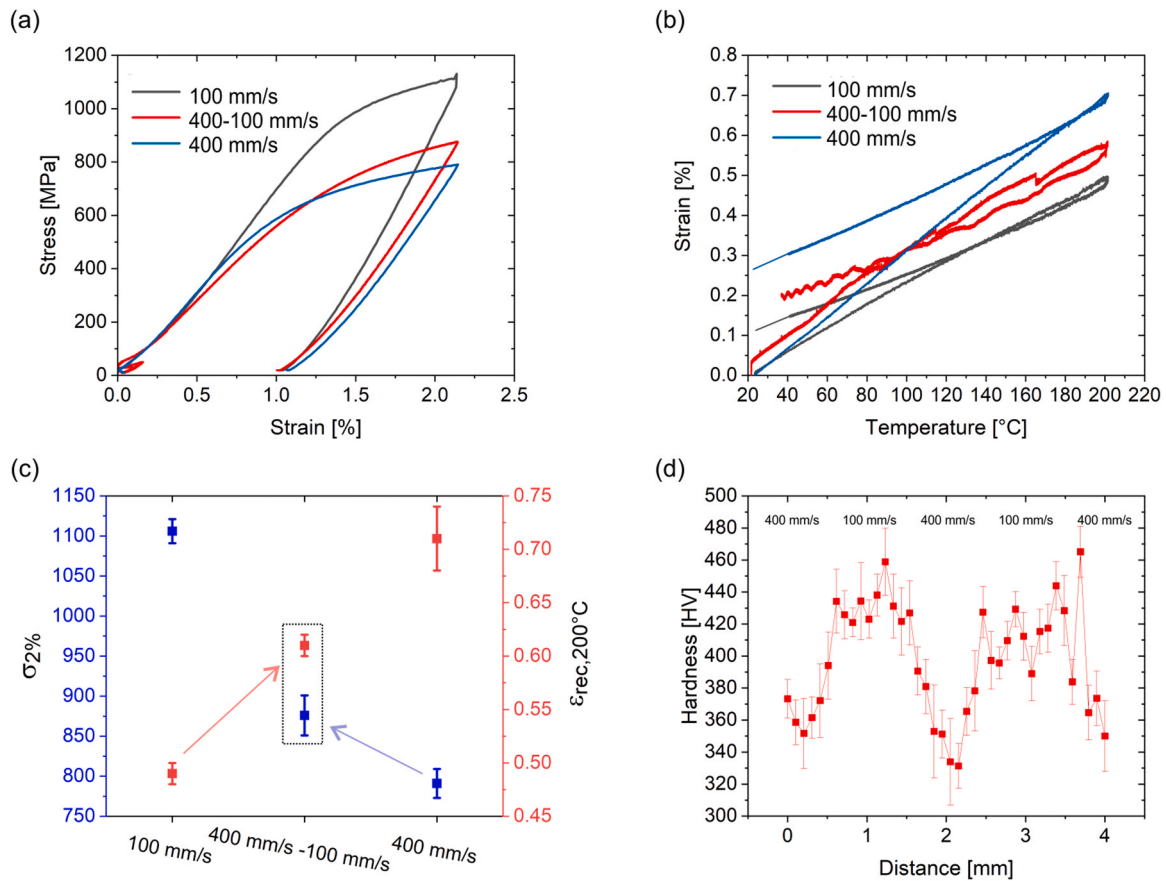 (a)
1200
1000
800
600
400
200
0
0.0 0.5 1.0 1.5 2.0 2.5
Stress [MPa]
Strain [%]
100 mm/s
400-100 mm/s
400 mm/s
(b)
0.8
0.7
0.6
0.5
0.4
0.3
0.2
0.1
0.0
20 40 60 80 100 120 140 160 180 200 220
Strain [%]
Temperature [°C]
100 mm/s
400-100 mm/s
400 mm/s
(c)
1150
1100
1050
1000
950
900
850
800
750
σ2%
0.75
0.70
0.65
0.60
0.55
0.50
0.45
εrec,200°C
100 mm/s
400 mm/s -100 mm/s
400 mm/s
(d)
500
480
460
440
420
400
380
360
340
320
300
Hardness [HV]
400 mm/s 100 mm/s 400 mm/s 100 mm/s 400 mm/s
0 1 2 3 4
Distance [mm]